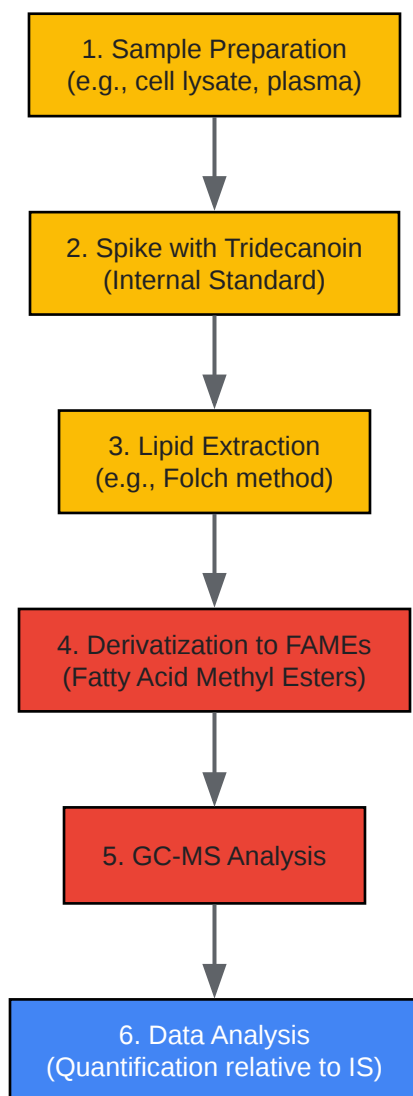 1. Sample Preparation
(e.g., cell lysate, plasma)
2. Spike with Tridecanoin
(Internal Standard)
3. Lipid Extraction
(e.g., Folch method)
4. Derivatization to FAMEs
(Fatty Acid Methyl Esters)
5. GC-MS Analysis
6. Data Analysis
(Quantification relative to IS)